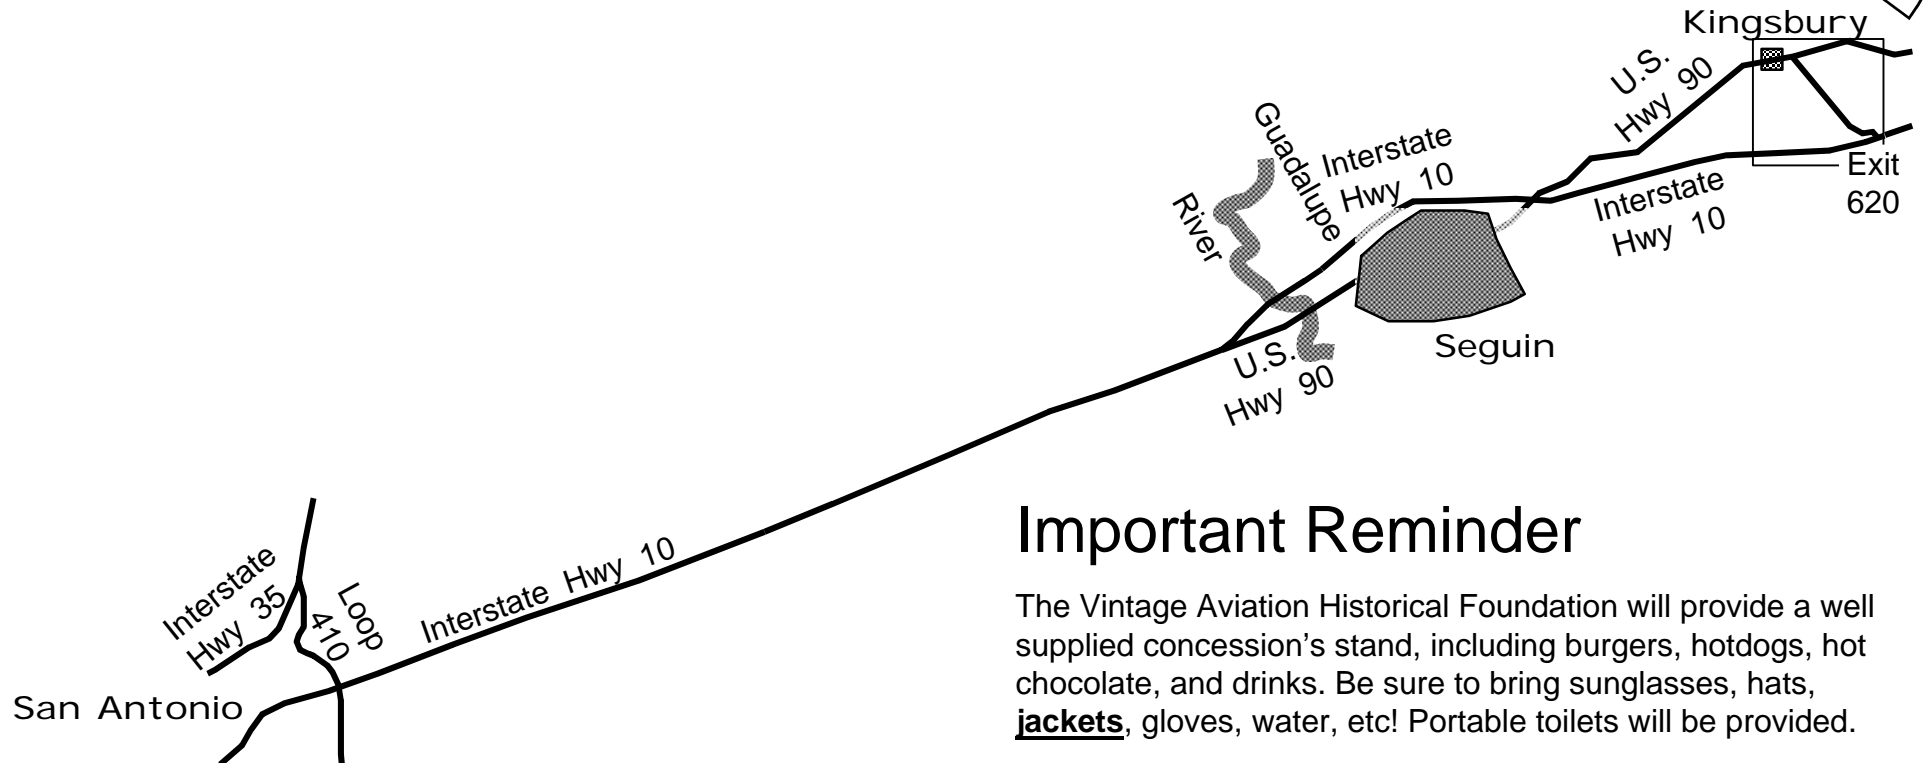 Kingsbury
U.S.
Hwy 90
Guadalupe
River
Interstate
Hwy 10
Exit
620
Interstate
Hwy 10
Seguin
U.S.
Hwy 90
Interstate
Hwy 35
Loop
410
Interstate Hwy 10
San Antonio
Important Reminder
The Vintage Aviation Historical Foundation will provide a well
supplied concession’s stand, including burgers, hotdogs, hot
chocolate, and drinks. Be sure to bring sunglasses, hats,
jackets, gloves, water, etc! Portable toilets will be provided.